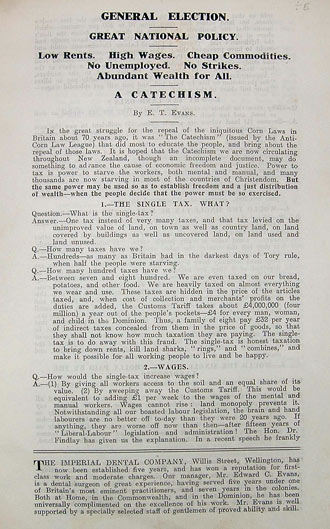 GENERAL ELECTION.
GREAT NATIONAL POLICY.
Low Rents. High Wages. Cheap Commodities.
No Unemployed. No Strikes.
Abundant Wealth for All.
A CATECHISM.
By E. T. EVANS.
IN the great struggle for the repeal of the iniquitous Corn Laws in
Britain about 70 years ago, it was "The Catechism" (issued by the Anti-
Corn Law League) that did most to educate the people, and bring about the
repeal of those laws. It is hoped that the Catechism we are now circulating
throughout New Zealand, though an incomplete document, may do
something to advance the cause of economic freedom and justice. Power to
tax is power to starve the workers, both mental and manual, and many
thousands are now starving in most of the countries of Christendom. But
the same power may be used so as to establish freedom and a just distribution
of wealth—when the people decide that the power must be so exercised.
1.—THE SINGLE TAX. WHAT?
Question.—What is the single-tax?
Answer.—One tax instead of very many taxes, and that tax levied on the
unimproved value of land, on town as well as country land, on land
covered by buildings as well as uncovered land, on land used and
land unused.
Q.—How many taxes have we?
A.—Hundreds—as many as Britain had in the darkest days of Tory rule,
when half the people were starving.
Q.—How many hundred taxes have we?
A.—Between seven and eight hundred. We are even taxed on our bread,
potatoes, and other food. We are heavily taxed on almost everything
we wear and use. These taxes are hidden in the price of the articles
taxed, and, when cost of collection and merchants' profits on the
duties are added, the Customs Tariff takes about £4,000,000 (four
million) a year out of the people's pockets—£4 for every man, woman,
and child in the Dominion. Thus, a family of eight pay £32 per year
of indirect taxes concealed from them in the price of goods, so that
they shall not know how much taxation they are paying. The single-
tax is to do away with this fraud. The single-tax is honest taxation
to bring down rents, kill land sharks, "rings," and "combines," and
make it possible for all working people to live and be happy.
2.—WAGES.
Q.—How would the single-tax increase wages?
A.—(1) By giving all workers access to the soil and an equal share of its
value. (2) By sweeping away the Customs Tariff. This would be
equivalent to adding £1 per week to the wages of the mental and
manual workers. Wages cannot rise: land monopoly prevents it.
Notwithstanding all our boasted labour legislation, the brain and hand
labourers are no better off to-day than they were 20 years ago. If
anything, they are worse off now than then—after fifteen years of
"Liberal-Labour" legislation and administration! The Hon. Dr.
Findlay has given us the explanation. In a recent speech he frankly
THE IMPERIAL DENTAL COMPANY, Willis Street, Wellington, has
now been established five years, and has won a reputation for first-
class work and moderate charges. Our manager, Mr. Edward C. Evans,
is a dental surgeon of great experience, having served five years under one
of Britain's most eminent practitioners, and seven years in the colonies.
Both at Home, in the Commonwealth, and in the Dominion, he has been
universally complimented on the excellence of his work. Mr. Evans is well
supported by a specially selected staff of gentlemen of proved ability and skill.